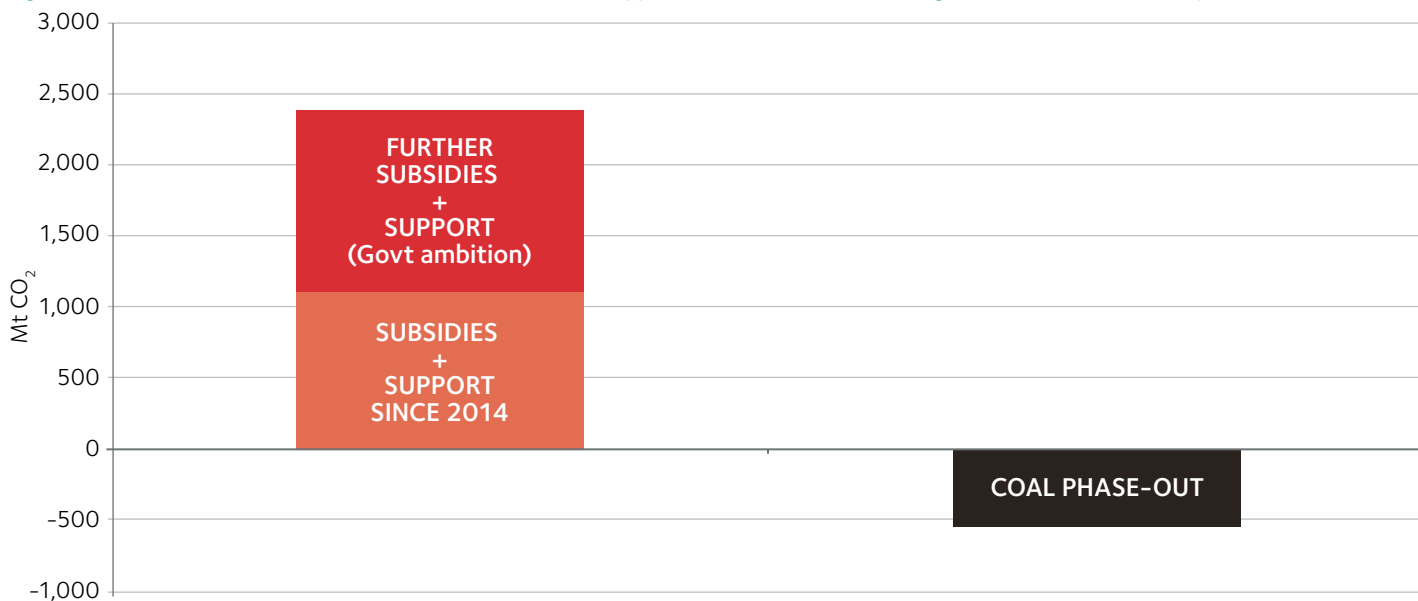 3,000
2,500
2,000
1,500
1,000
500
0
-500
-1,000
Mt CO2
FURTHER
SUBSIDIES
+
SUPPORT
(Govt ambition)
SUBSIDIES
+
SUPPORT
SINCE 2014
COAL PHASE-OUT